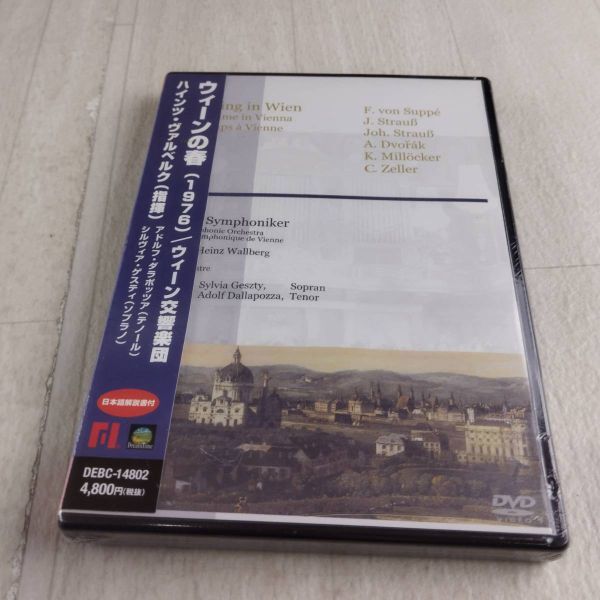 ウィーンの春(1976)/ウィーン交響楽団
ハインツ・ヴァルベルク(指揮)
アドルフ・ダラポッツァ(テノール)
シルヴィア・ゲスティ(ソプラノ)
日本語解説書付
DEBC-14802
4,800円(税抜)
ng in Wien
me in Vienna
ps à Vienne
F. von Suppé
J. Strauß
Joh. Strauß
A. Dvořák
K. Millöcker
C. Zeller
Symphoniker
phonic Orchestra
mphonique de Vienne
Heinz Wallberg
Sylvia Geszty, Sopran
Adolf Dallapozza, Tenor
DVD
VIDEO